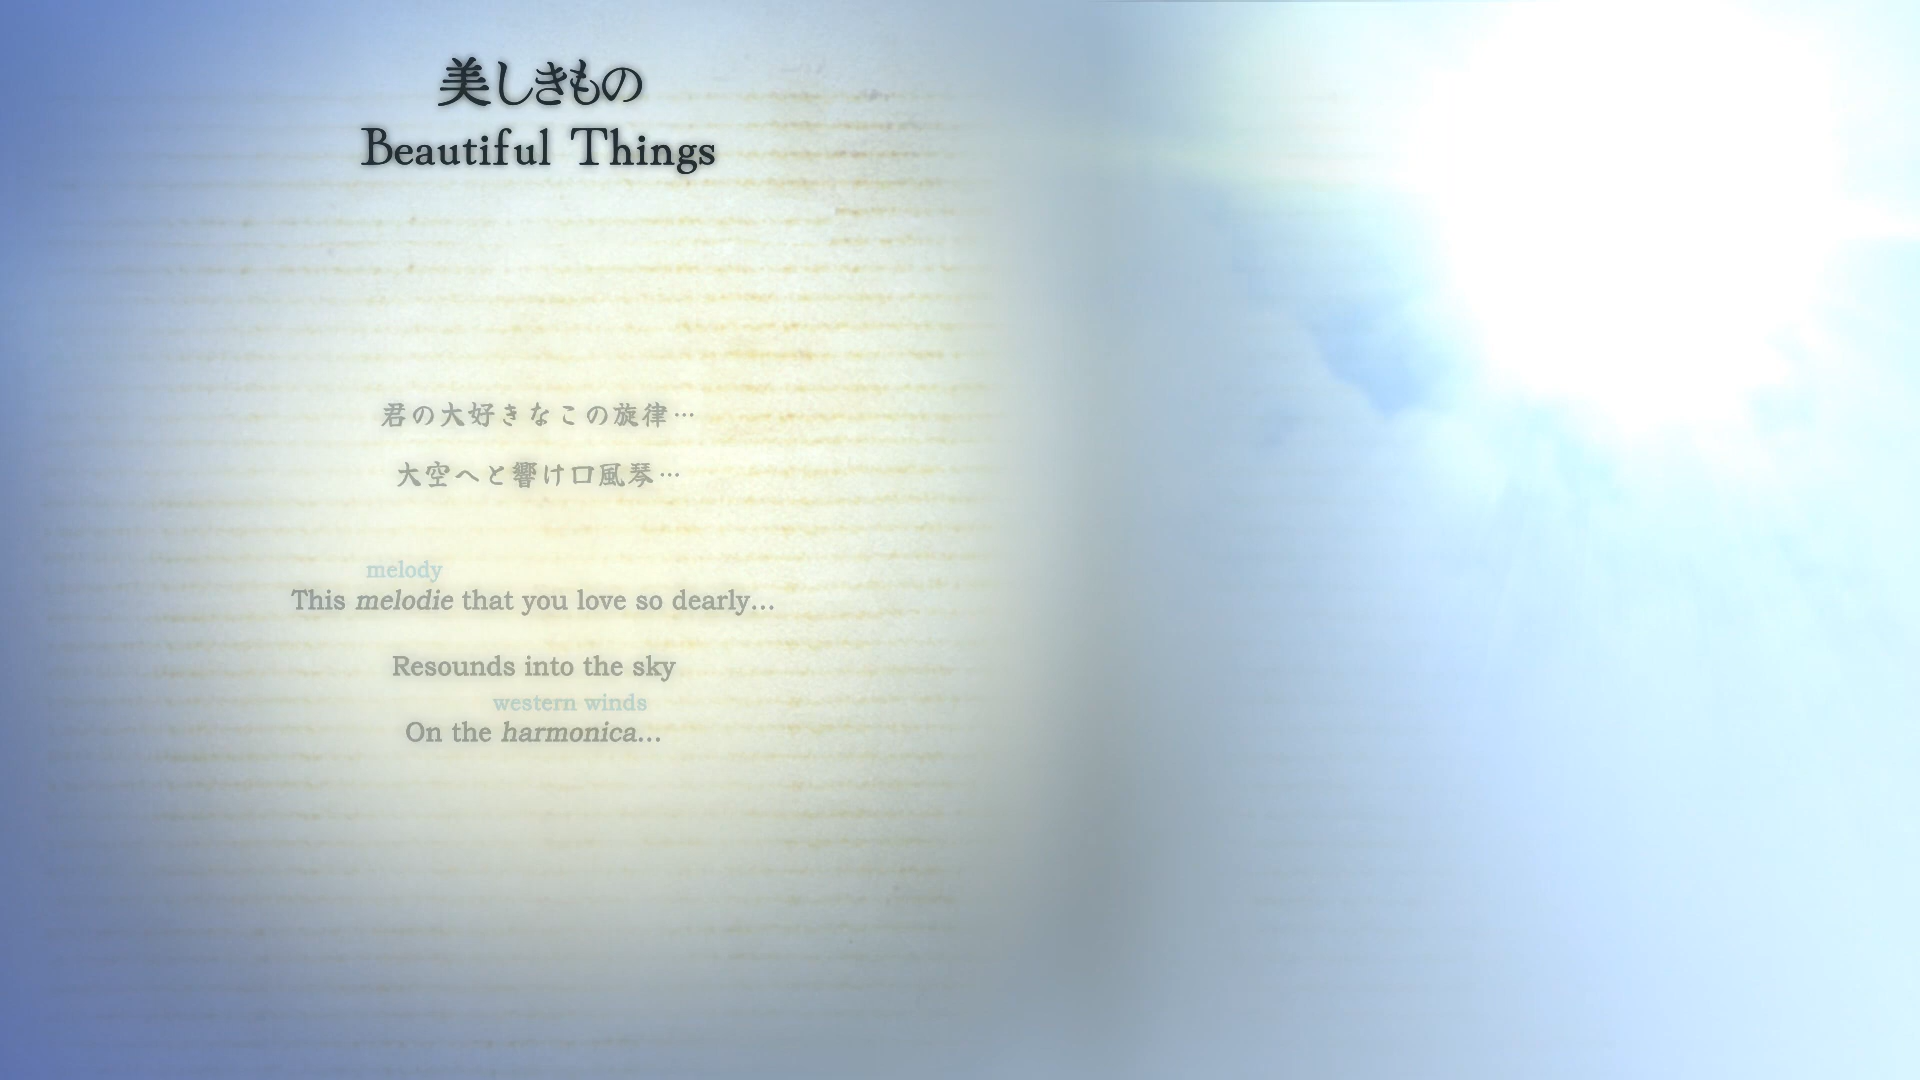 美しきもの
Beautiful Things
君の大好きなこの旋律…
大空へと響け口風琴…
melody
This melodie that you love so dearly...
Resounds into the sky
western winds
On the harmonica...